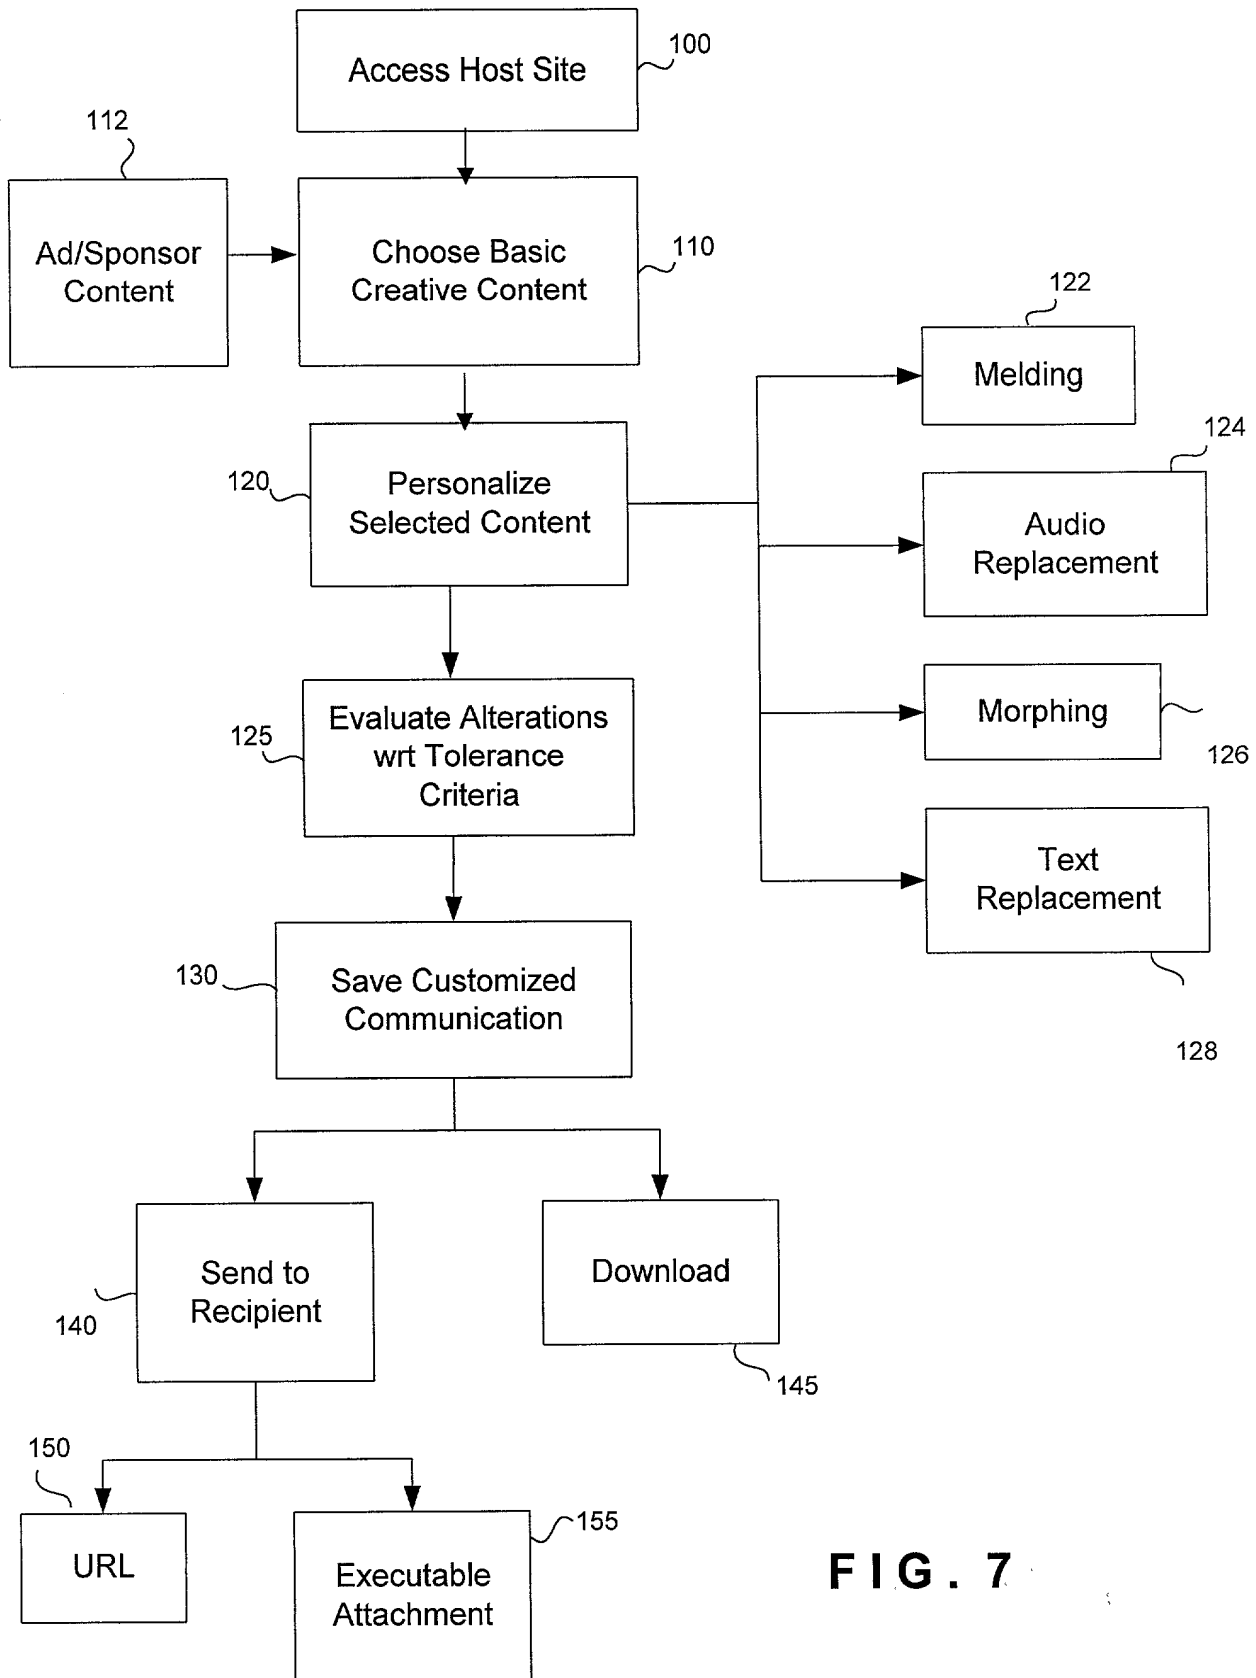 Access Host Site
100
112
Ad/Sponsor
Content
Choose Basic
Creative Content
110
122
Melding
124
120
Personalize
Selected Content
Audio
Replacement
Morphing
126
125
Evaluate Alterations
wrt Tolerance
Criteria
Text
Replacement
128
130
Save Customized
Communication
140
Send to
Recipient
Download
145
150
URL
155
Executable
Attachment
FIG. 7